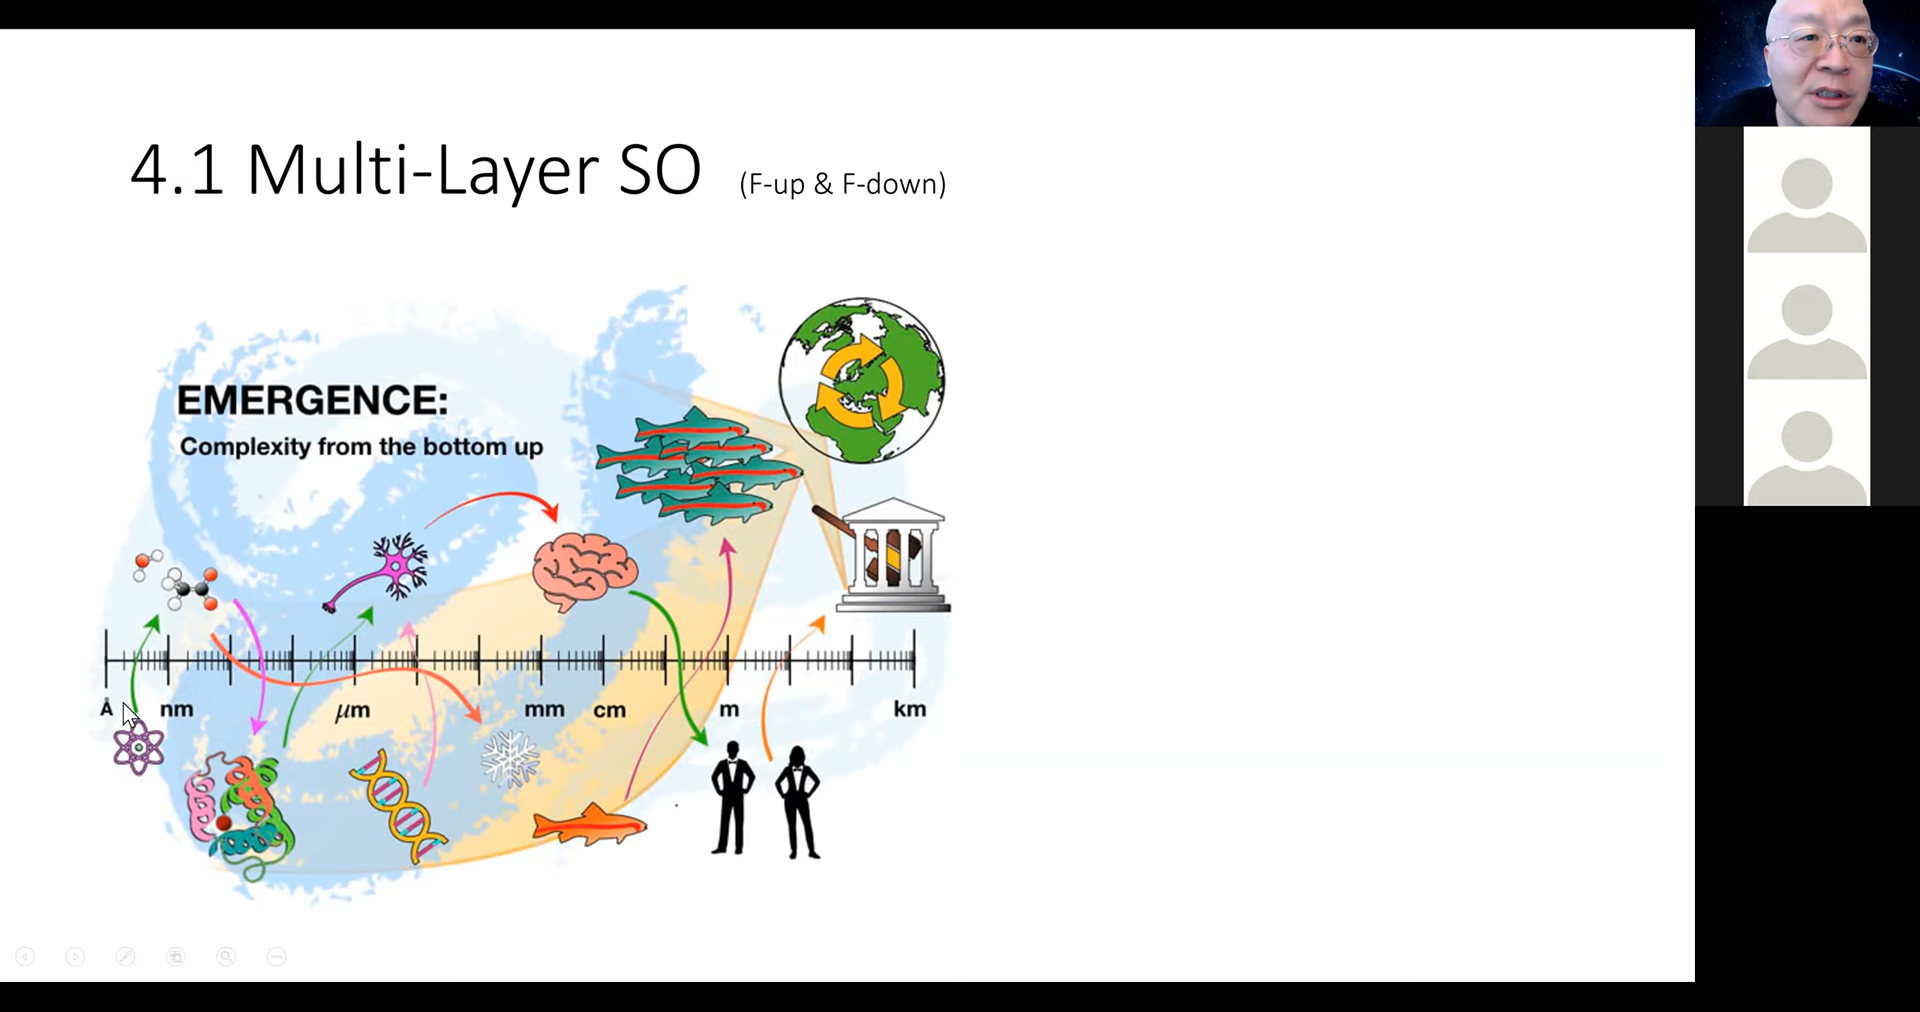 4.1 Multi-Layer SO (F-up & F-down)
EMERGENCE:
Complexity from the bottom up
Å nm μm mm cm m km